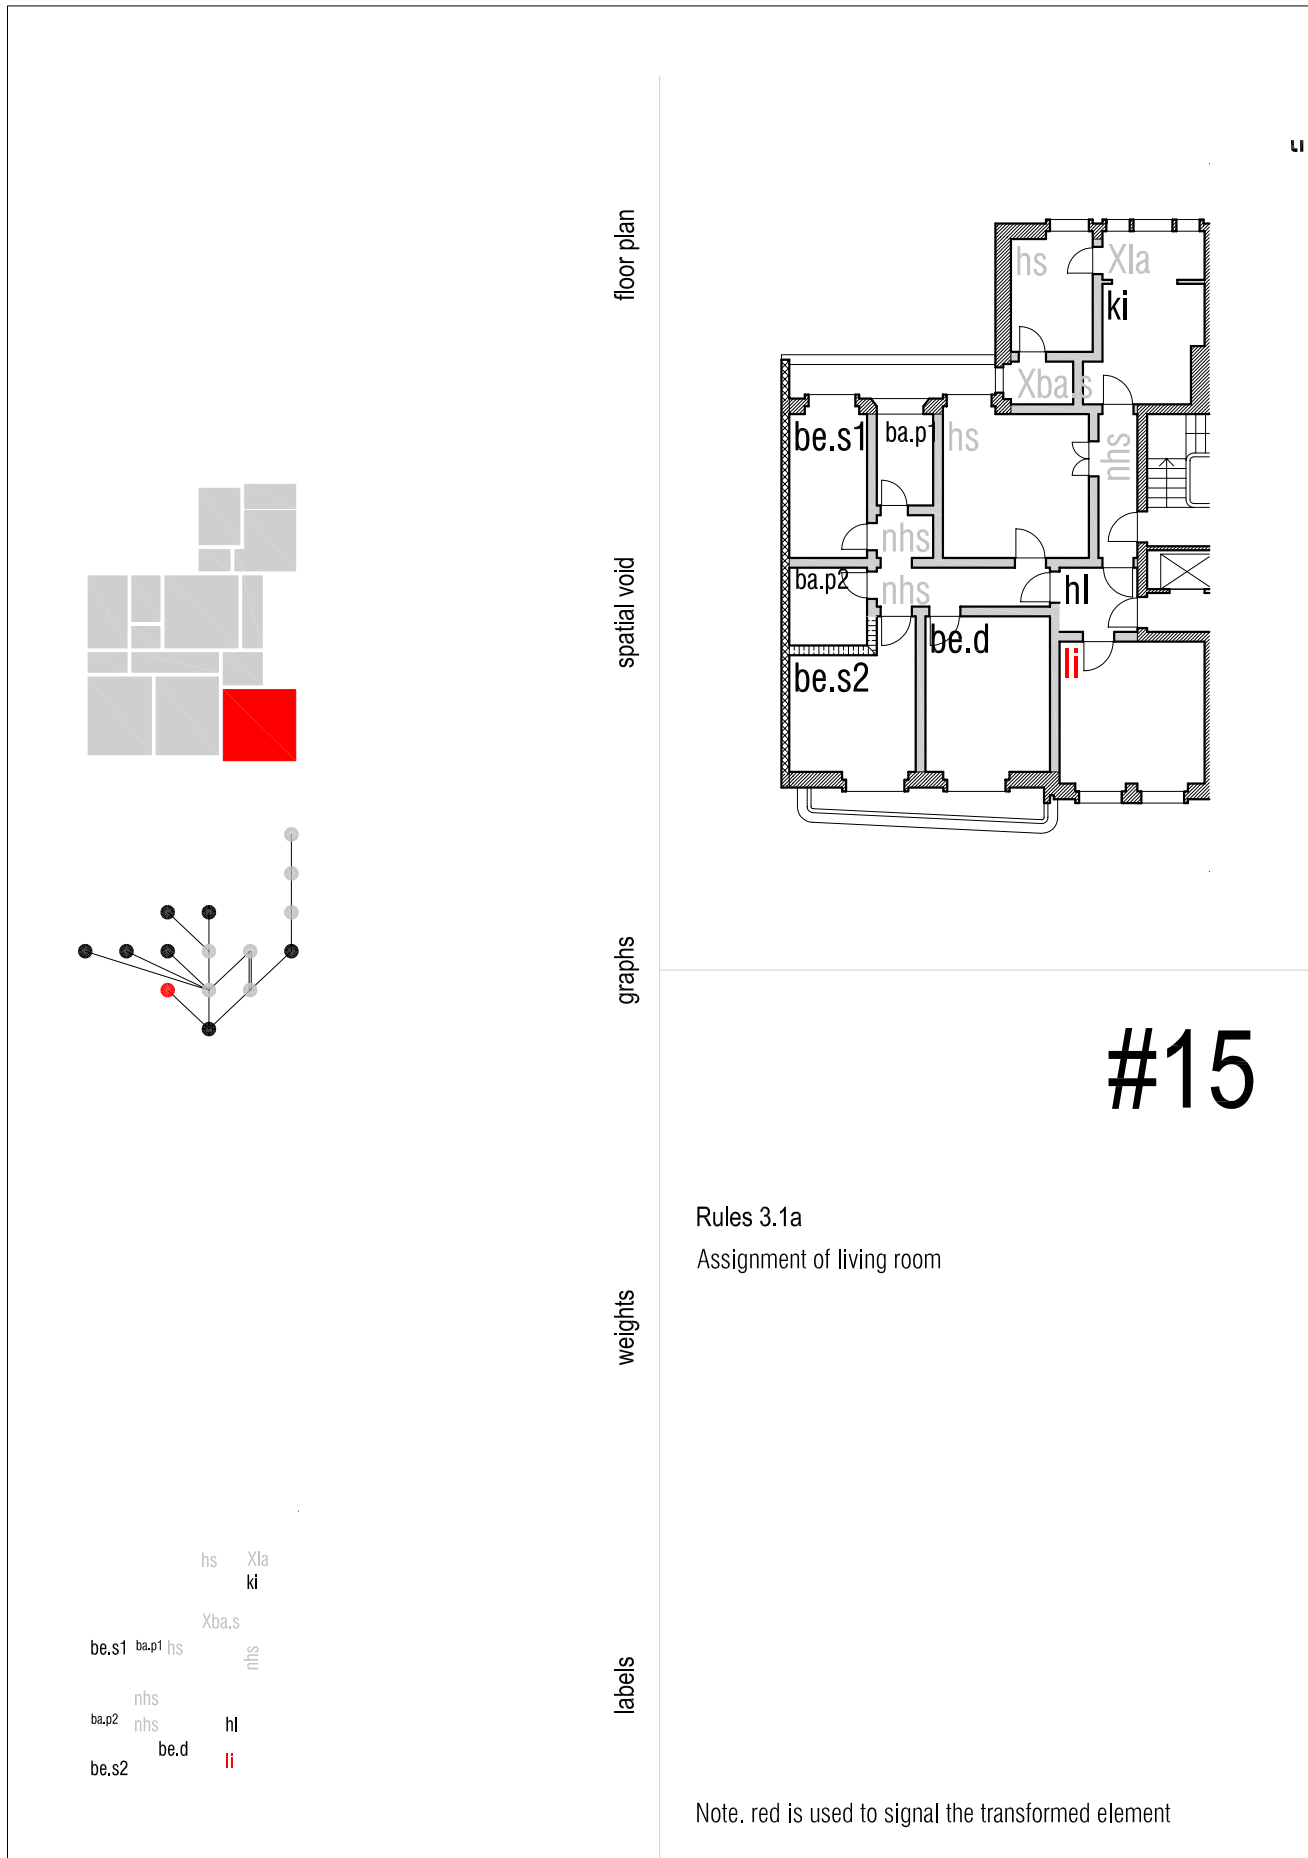 floor plan
hs
Xla
ki
Xba.s
be.s1
ba.p1
hs
nhs
nhs
ba.p2
nhs
hl
be.d
li
be.s2
spatial void
graphs
#15
Rules 3.1a
Assignment of living room
weights
hs Xla
ki
Xba.s
be.s1 ba.p1 hs nhs
nhs
ba.p2 nhs hl
be.d
be.s2 li
labels
Note. red is used to signal the transformed element